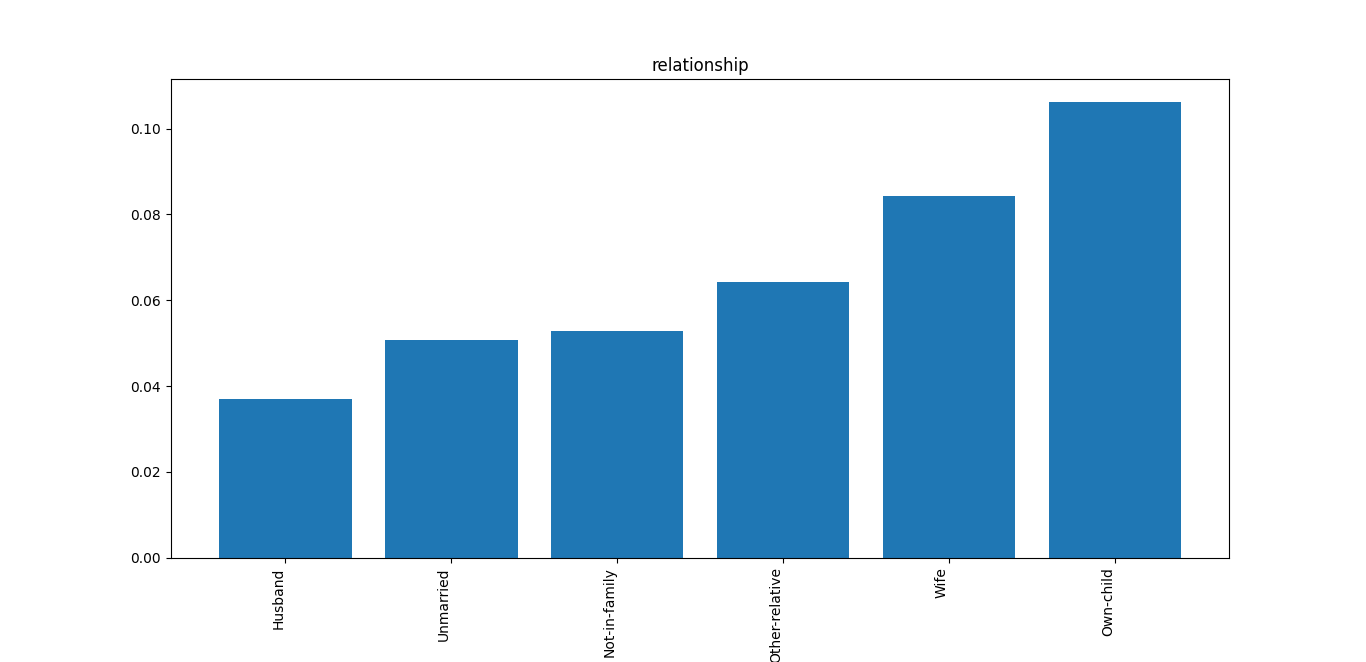 relationship
0.10
0.08
0.06
0.04
0.02
0.00
Husband
Unmarried
Not-in-family
Other-relative
Wife
Own-child